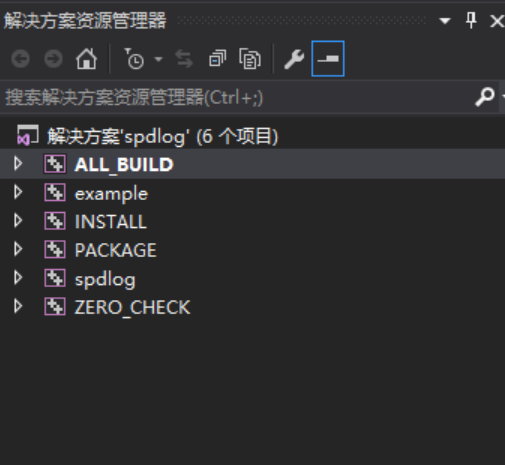 解决方案资源管理器
搜索解决方案资源管理器(Ctrl+;)
解决方案'spdlog' (6 个项目)
ALL_BUILD
example
INSTALL
PACKAGE
spdlog
ZERO_CHECK